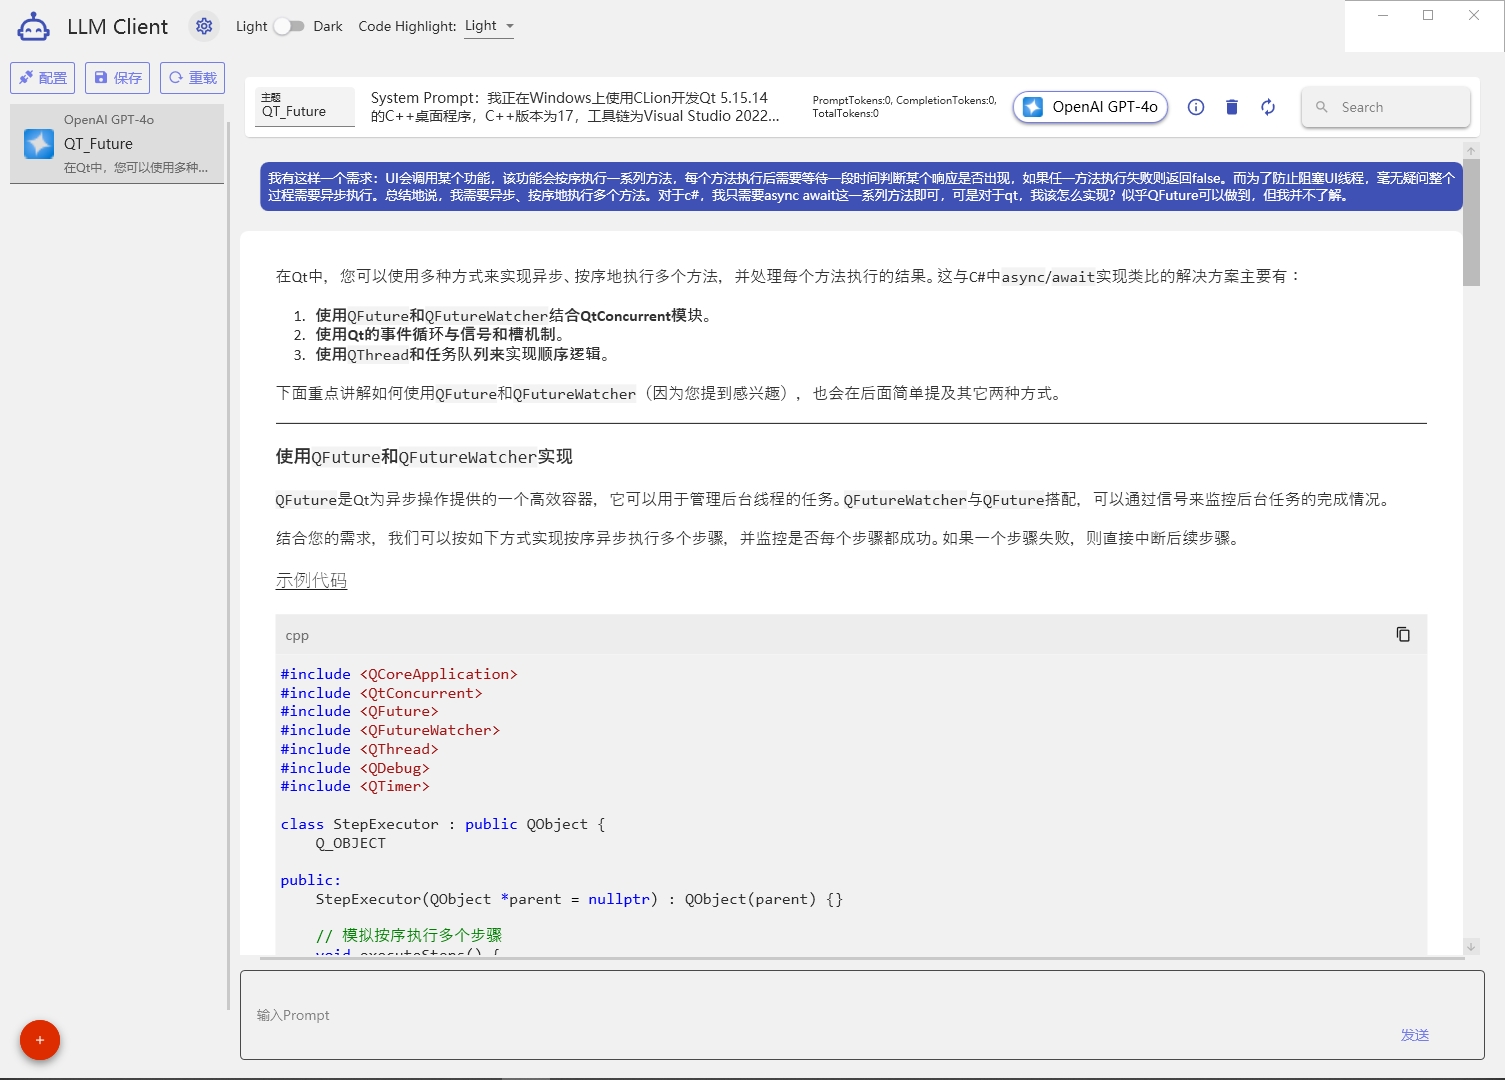 LLM Client
Light Dark Code Highlight: Light
配置 保存 重载
OpenAI GPT-4o
QT_Future
在Qt中，您可以使用多种...
主题
QT_Future
System Prompt：我正在Windows上使用CLion开发Qt 5.15.14
的C++桌面程序，C++版本为17，工具链为Visual Studio 2022...
PromptTokens:0, CompletionTokens:0,
TotalTokens:0
OpenAI GPT-4o
Search
我有这样一个需求：UI会调用某个功能，该功能会按序执行一系列方法，每个方法执行后需要等待一段时间判断某个响应是否出现，如果任一方法执行失败则返回false。而为了防止阻塞UI线程，毫无疑问整个
过程需要异步执行。总结地说，我需要异步、按序地执行多个方法。对于c#，我只需要async await这一系列方法即可，可是对于qt，我该怎么实现？似乎QFuture可以做到，但我并不了解。
在Qt中，您可以使用多种方式来实现异步、按序地执行多个方法，并处理每个方法执行的结果。这与C#中async/await实现类比的解决方案主要有：
1. 使用QFuture和QFutureWatcher结合QtConcurrent模块。
2. 使用Qt的事件循环与信号和槽机制。
3. 使用QThread和任务队列来实现顺序逻辑。
下面重点讲解如何使用QFuture和QFutureWatcher（因为您提到感兴趣），也会在后面简单提及其它两种方式。
使用QFuture和QFutureWatcher实现
QFuture是Qt为异步操作提供的一个高效容器，它可以用于管理后台线程的任务。QFutureWatcher与QFuture搭配，可以通过信号来监控后台任务的完成情况。
结合您的需求，我们可以按如下方式实现按序异步执行多个步骤，并监控是否每个步骤都成功。如果一个步骤失败，则直接中断后续步骤。
示例代码
cpp
#include <QCoreApplication>
#include <QtConcurrent>
#include <QFuture>
#include <QFutureWatcher>
#include <QThread>
#include <QDebug>
#include <QTimer>
class StepExecutor : public QObject {
    Q_OBJECT
public:
    StepExecutor(QObject *parent = nullptr) : QObject(parent) {}
    // 模拟按序执行多个步骤
    void executeSteps() {
输入Prompt
发送
+